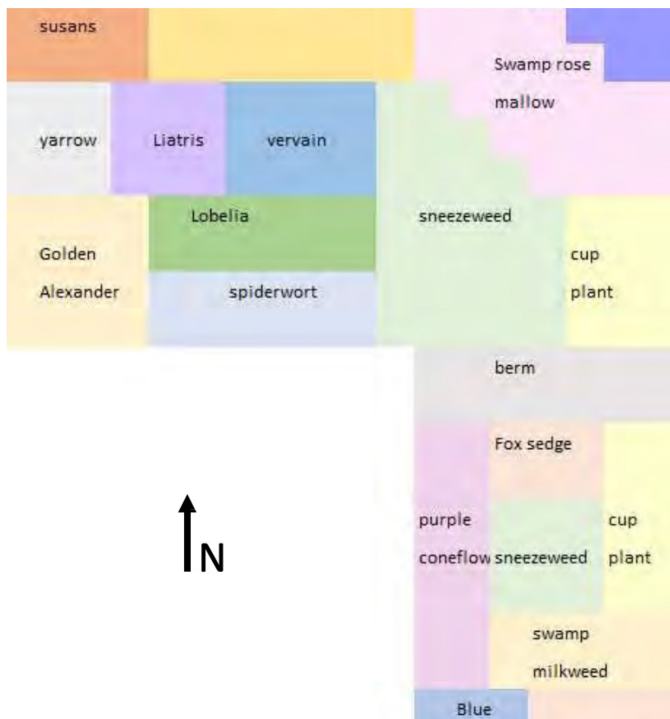 susans
Swamp rose
mallow
yarrow Liatris vervain
Lobelia sneezeweed
Golden cup
Alexander spiderwort plant
berm
Fox sedge
N
purple cup
coneflow sneezeweed plant
swamp
milkweed
Blue